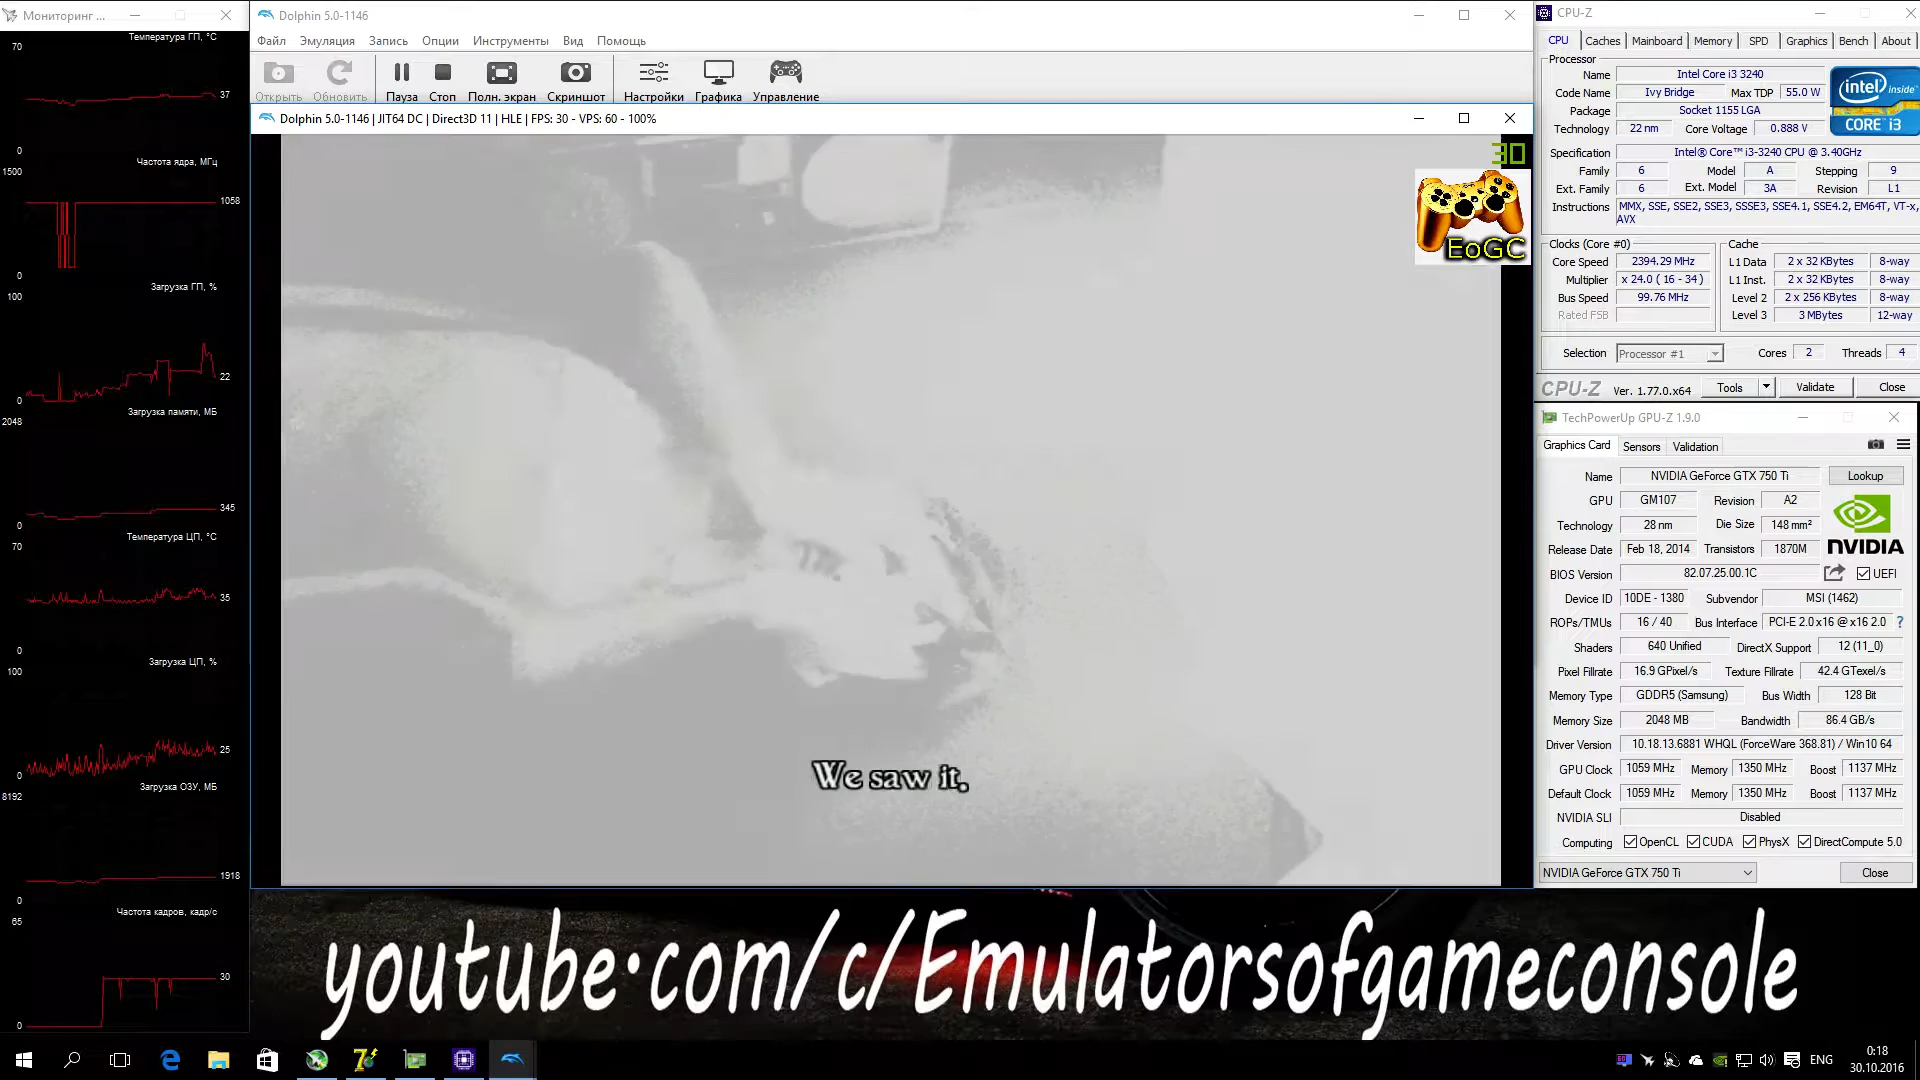 Мониторинг ...
Температура ГП, °C
70
37
0
Частота ядра, МГц
1500
1058
0
Загрузка ГП, %
100
22
0
Загрузка памяти, МБ
2048
345
0
Температура ЦП, °C
70
35
0
Загрузка ЦП, %
100
25
0
Загрузка ОЗУ, МБ
8192
1918
0
Частота кадров, кадр/с
65
30
0
Dolphin 5.0-1146
Файл Эмуляция Запись Опции Инструменты Вид Помощь
Открыть Обновить Пауза Стоп Полн. экран Скриншот Настройки Графика Управление
Dolphin 5.0-1146 | JIT64 DC | Direct3D 11 | HLE | FPS: 30 - VPS: 60 - 100%
30
EoGC
We saw it.
CPU-Z
CPU Caches Mainboard Memory SPD Graphics Bench About
Processor
Name Intel Core i3 3240
Code Name Ivy Bridge Max TDP 55.0 W
Package Socket 1155 LGA
Technology 22 nm Core Voltage 0.888 V
intel inside™
CORE i3
Specification Intel® Core™ i3-3240 CPU @ 3.40GHz
Family 6 Model A Stepping 9
Ext. Family 6 Ext. Model 3A Revision L1
Instructions MMX, SSE, SSE2, SSE3, SSSE3, SSE4.1, SSE4.2, EM64T, VT-x,
AVX
Clocks (Core #0) Cache
Core Speed 2394.29 MHz L1 Data 2 x 32 KBytes 8-way
Multiplier x 24.0 ( 16 - 34 ) L1 Inst. 2 x 32 KBytes 8-way
Bus Speed 99.76 MHz Level 2 2 x 256 KBytes 8-way
Rated FSB Level 3 3 MBytes 12-way
Selection Processor #1 Cores 2 Threads 4
CPU-Z Ver. 1.77.0.x64 Tools Validate Close
TechPowerUp GPU-Z 1.9.0
Graphics Card Sensors Validation
Name NVIDIA GeForce GTX 750 Ti Lookup
GPU GM107 Revision A2
Technology 28 nm Die Size 148 mm²
Release Date Feb 18, 2014 Transistors 1870M
NVIDIA
BIOS Version 82.07.25.00.1C UEFI
Device ID 10DE - 1380 Subvendor MSI (1462)
ROPs/TMUs 16 / 40 Bus Interface PCI-E 2.0 x16 @ x16 2.0 ?
Shaders 640 Unified DirectX Support 12 (11_0)
Pixel Fillrate 16.9 GPixel/s Texture Fillrate 42.4 GTexel/s
Memory Type GDDR5 (Samsung) Bus Width 128 Bit
Memory Size 2048 MB Bandwidth 86.4 GB/s
Driver Version 10.18.13.6881 WHQL (ForceWare 368.81) / Win10 64
GPU Clock 1059 MHz Memory 1350 MHz Boost 1137 MHz
Default Clock 1059 MHz Memory 1350 MHz Boost 1137 MHz
NVIDIA SLI Disabled
Computing OpenCL CUDA PhysX DirectCompute 5.0
NVIDIA GeForce GTX 750 Ti Close
youtube.com/c/Emulatorsofgameconsole
ENG
0:18
30.10.2016